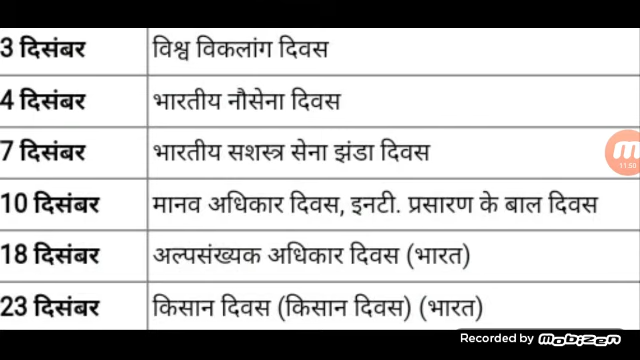 3 दिसंबर विश्व विकलांग दिवस
4 दिसंबर भारतीय नौसेना दिवस
7 दिसंबर भारतीय सशस्त्र सेना झंडा दिवस
10 दिसंबर मानव अधिकार दिवस, इनटी. प्रसारण के बाल दिवस
18 दिसंबर अल्पसंख्यक अधिकार दिवस (भारत)
23 दिसंबर किसान दिवस (किसान दिवस) (भारत)
M
11:50
Recorded by MOBIZEN